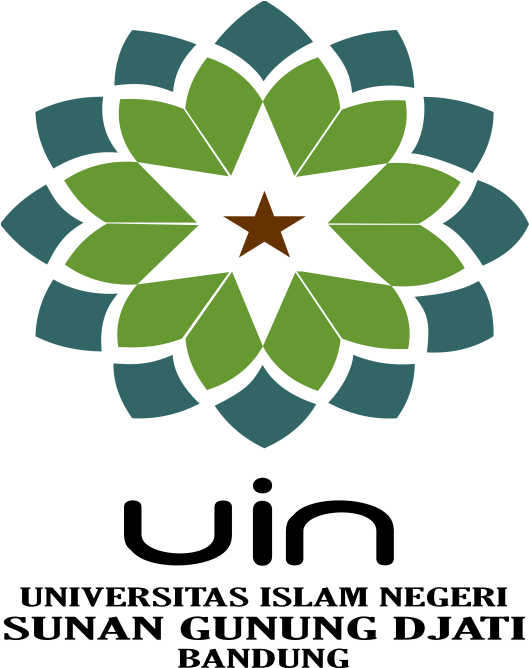 uin
UNIVERSITAS ISLAM NEGERI
SUNAN GUNUNG DJATI
BANDUNG